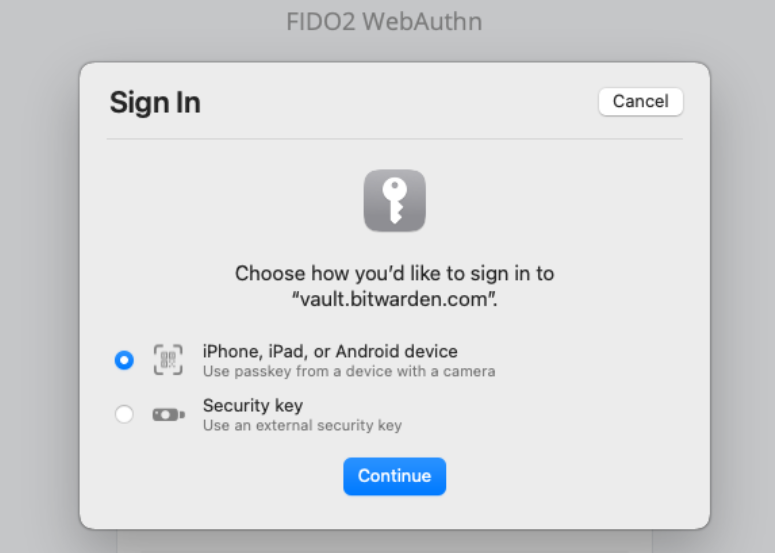 FIDO2 WebAuthn
Sign In
Cancel
Choose how you’d like to sign in to
“vault.bitwarden.com”.
iPhone, iPad, or Android device
Use passkey from a device with a camera
Security key
Use an external security key
Continue